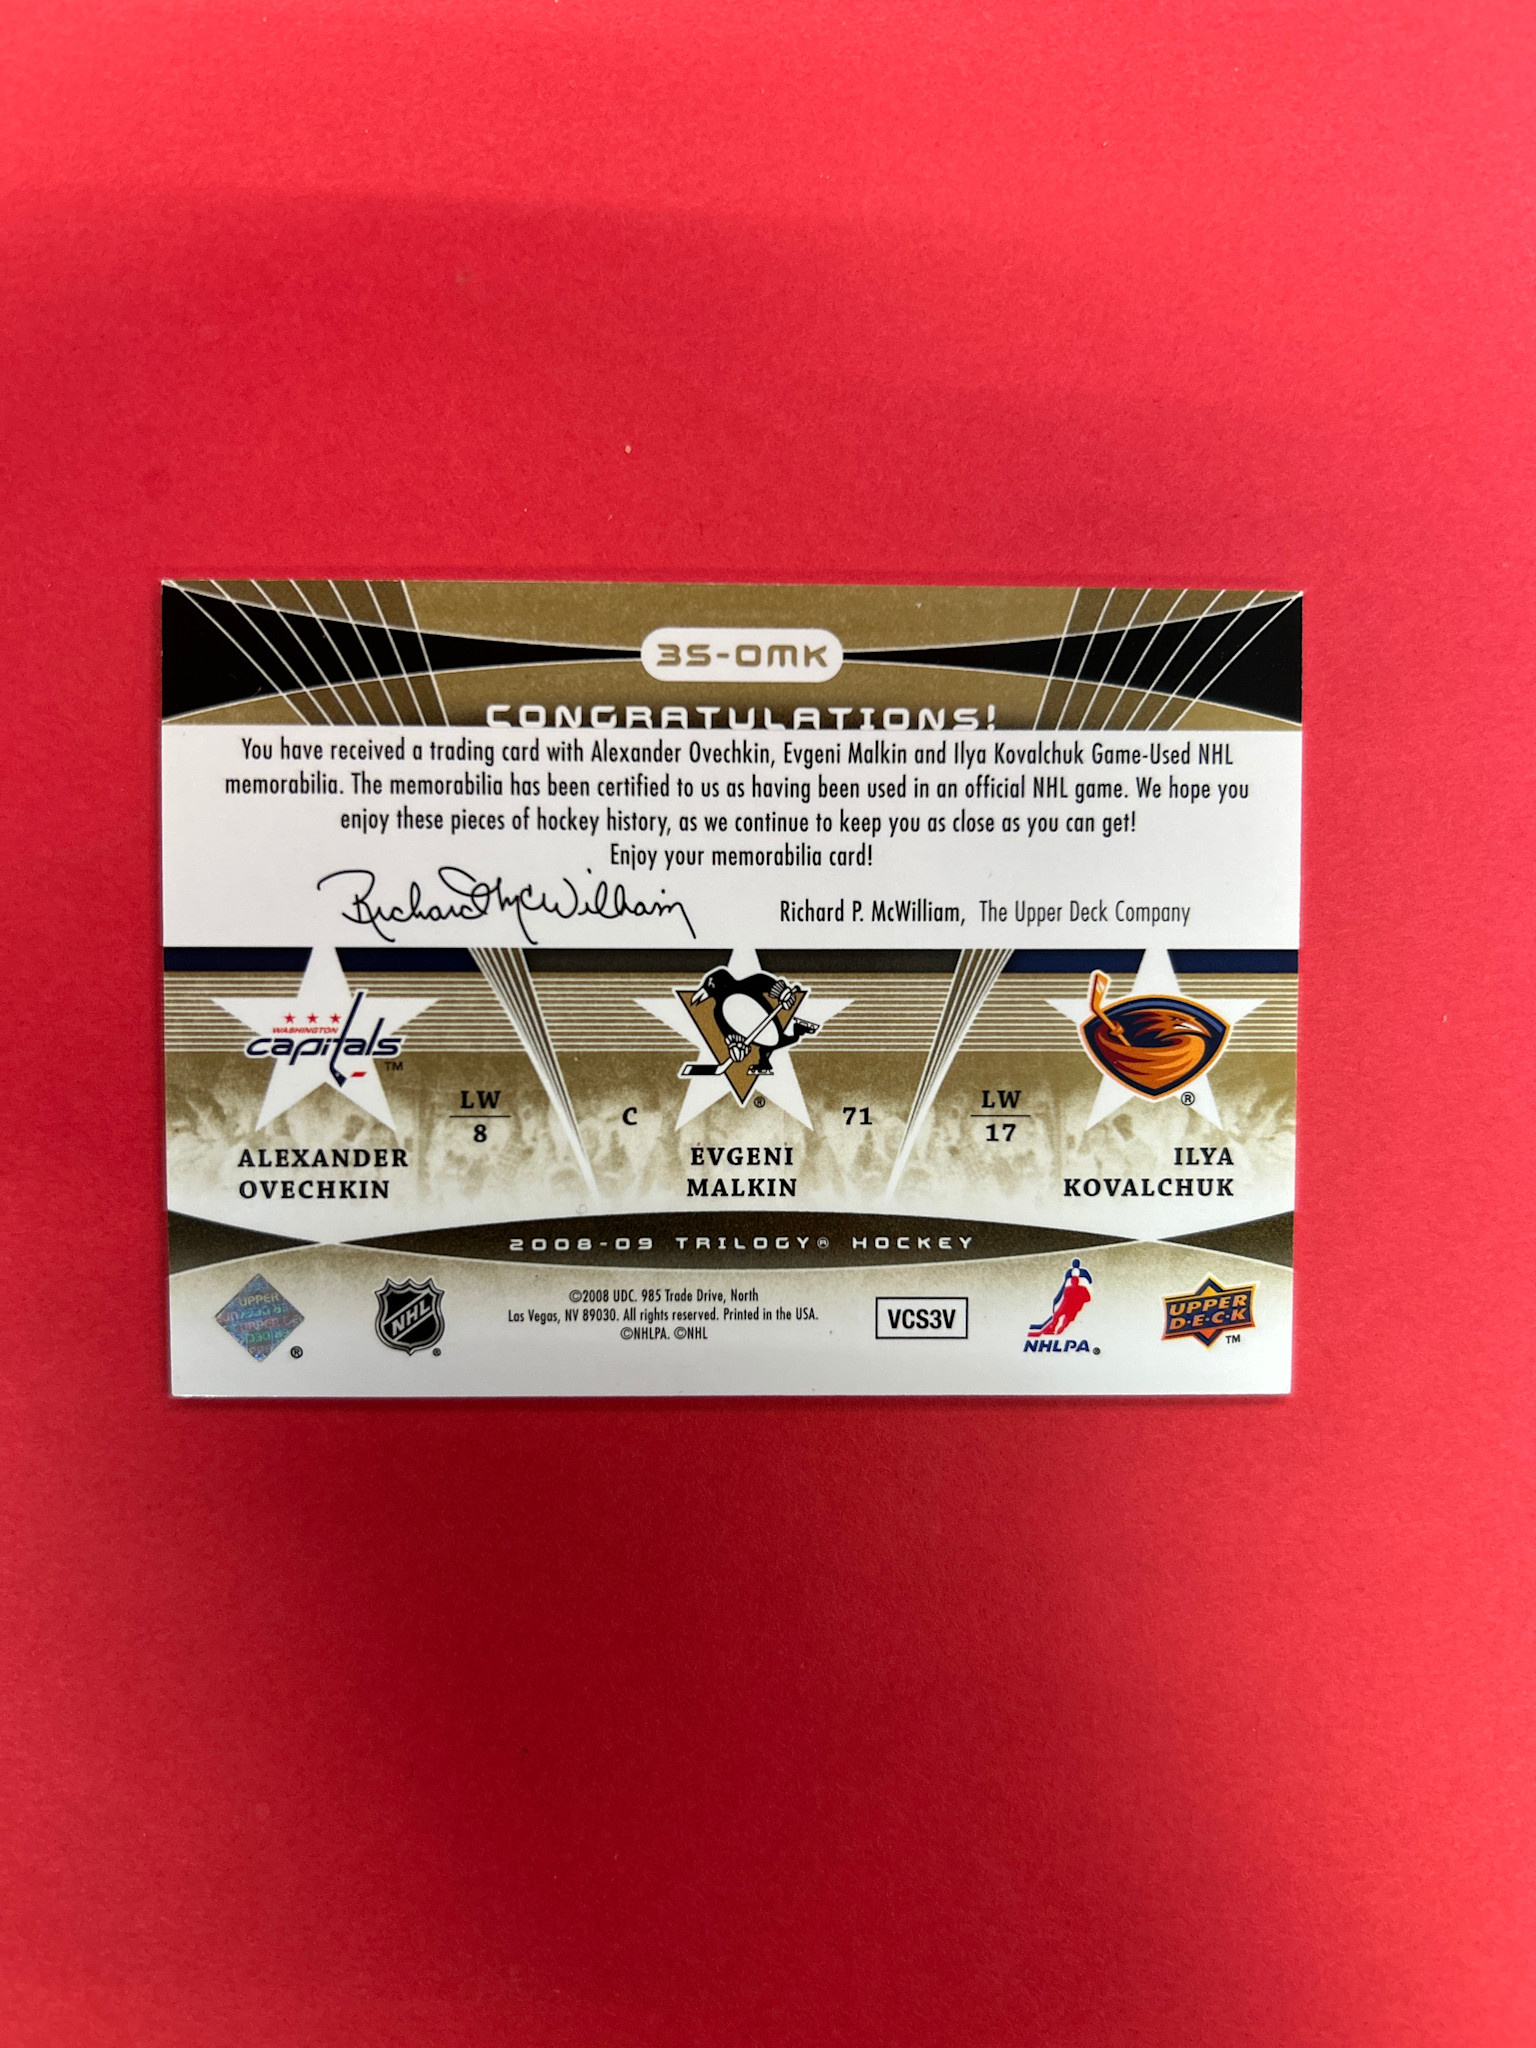 3S-OMK
CONGRATULATIONS!
You have received a trading card with Alexander Ovechkin, Evgeni Malkin and Ilya Kovalchuk Game-Used NHL
memorabilia. The memorabilia has been certified to us as having been used in an official NHL game. We hope you
enjoy these pieces of hockey history, as we continue to keep you as close as you can get!
Enjoy your memorabilia card!
Richard McWilliam
Richard P. McWilliam, The Upper Deck Company
WASHINGTON
capitals TM
®
®
LW
8
ALEXANDER
OVECHKIN
C
71
EVGENI
MALKIN
LW
17
ILYA
KOVALCHUK
2008-09 TRILOGY® HOCKEY
UPPER
®
NHL ®
©2008 UDC. 985 Trade Drive, North
Las Vegas, NV 89030. All rights reserved. Printed in the USA.
©NHLPA. ©NHL
VCS3V
NHLPA®
UPPER
D·E·C·K
TM